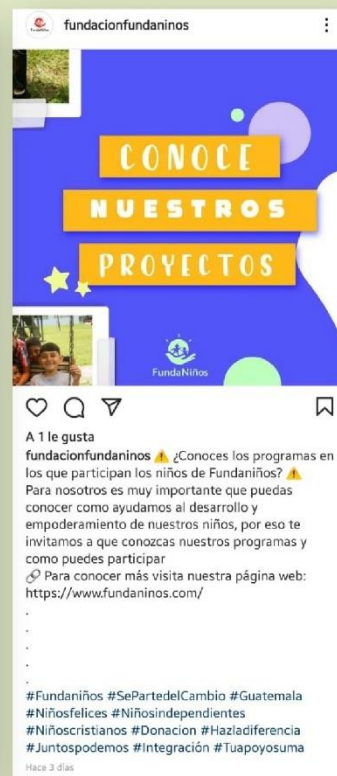 fundacionfundaninos
CONOCE
NUESTROS
PROYECTOS
FundaNiños
A 1 le gusta
fundacionfundaninos ⚠️ ¿Conoces los programas en
los que participan los niños de Fundaniños? ⚠️
Para nosotros es muy importante que puedas
conocer como ayudamos al desarrollo y
empoderamiento de nuestros niños, por eso te
invitamos a que conozcas nuestros programas y
como puedes participar
🔗 Para conocer más visita nuestra página web:
https://www.fundaninos.com/
.
.
.
.
.
#Fundaniños #SePartedelCambio #Guatemala
#Niñosfelices #Niñosindependientes
#Niñoscristianos #Donacion #Hazladiferencia
#Juntospodemos #Integración #Tuapoyosuma
Hace 3 días